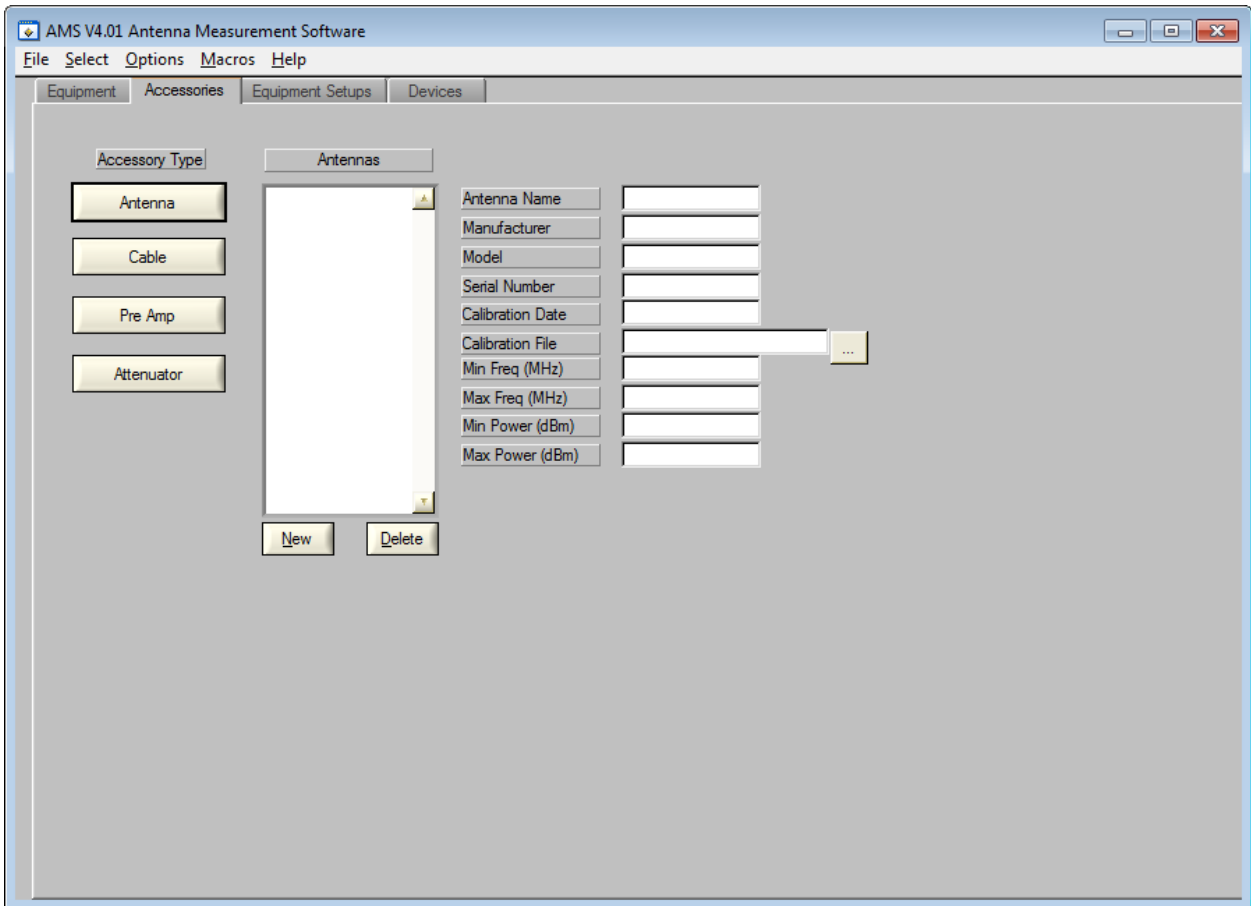 AMS V4.01 Antenna Measurement Software
File Select Options Macros Help
Equipment Accessories Equipment Setups Devices
Accessory Type
Antenna
Cable
Pre Amp
Attenuator
Antennas
New Delete
Antenna Name
Manufacturer
Model
Serial Number
Calibration Date
Calibration File ...
Min Freq (MHz)
Max Freq (MHz)
Min Power (dBm)
Max Power (dBm)